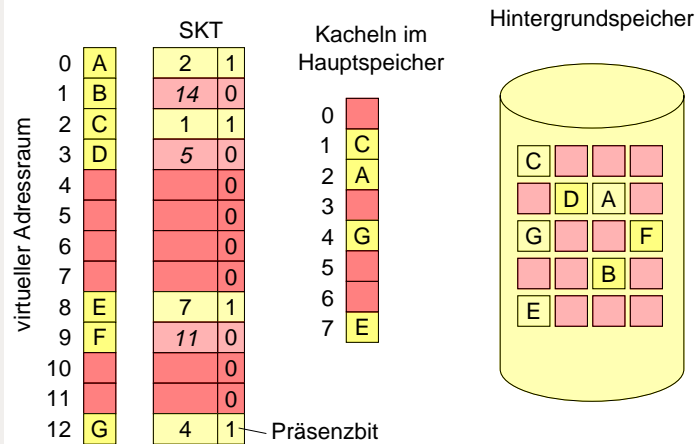 SKT
Kacheln im
Hauptspeicher
Hintergrundspeicher
virtueller Adressraum
0 A 2 1
1 B 14 0
2 C 1 1
3 D 5 0
4 0
5 0
6 0
7 0
8 E 7 1
9 F 11 0
10 0
11 0
12 G 4 1
Präsenzbit
0
1 C
2 A
3
4 G
5
6
7 E
C
D A
G F
B
E